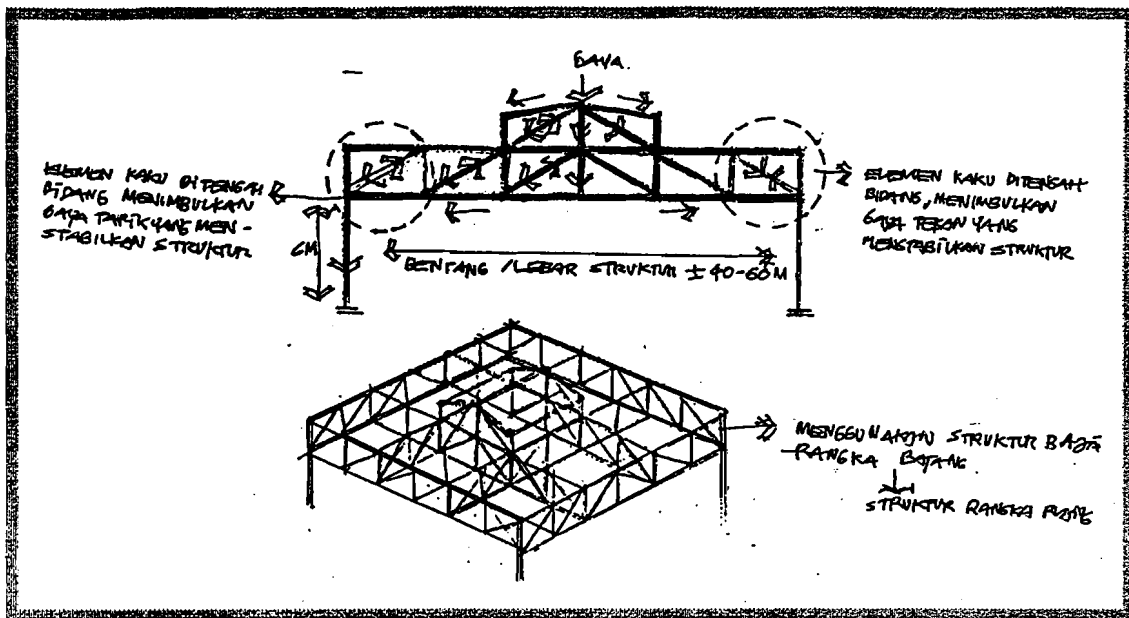 GAYA.
ELEMEN KAKU DITENGAH
BIDANG MENIMBULKAN
GAYA TARIK YANG MEN-
STABILKAN STRUKTUR
6M
BENTANG / LEBAR STRUKTUR ± 40-60M
ELEMEN KAKU DITENGAH
BIDANG, MENIMBULKAN
GAYA TEKAN YANG
MENSTABILKAN STRUKTUR
MENGGUNAKAN STRUKTUR BAJA
RANGKA BATANG
STRUKTUR RANGKA